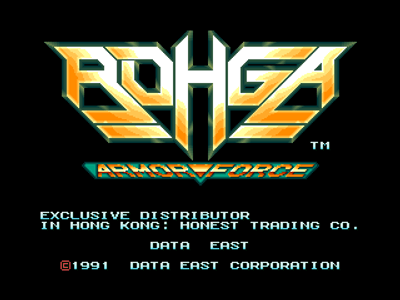 ROHGA
TM
ARMOR FORCE
EXCLUSIVE DISTRIBUTOR
IN HONG KONG: HONEST TRADING CO.
DATA EAST
©1991 DATA EAST CORPORATION